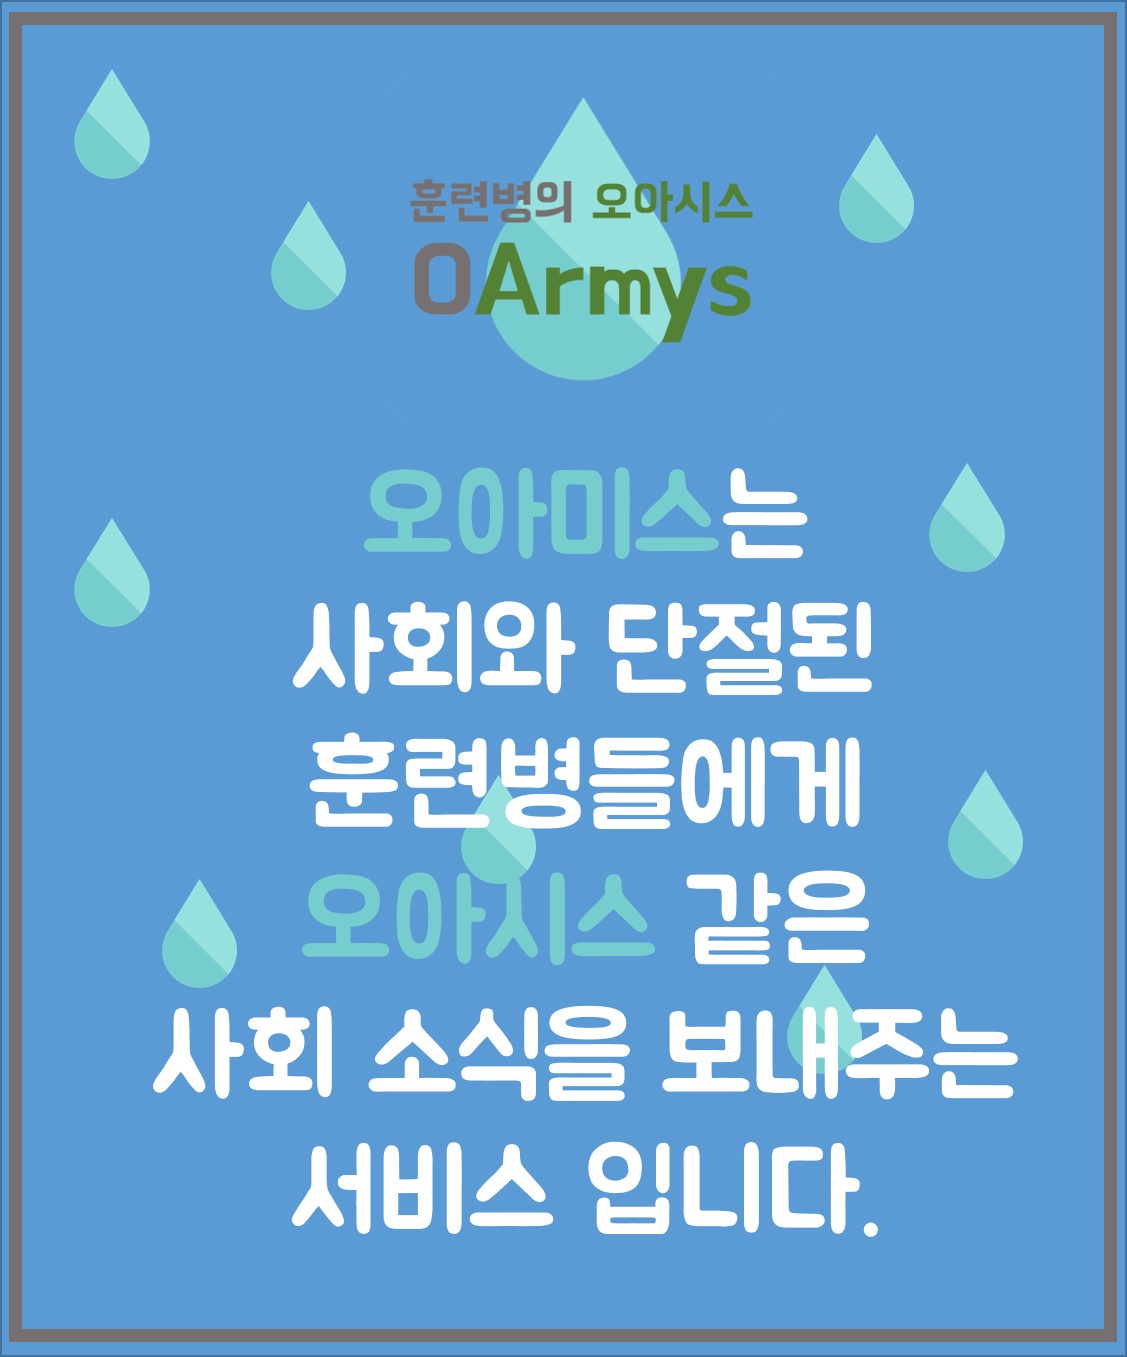 훈련병의 오아시스
OArmys
오아미스는
사회와 단절된
훈련병들에게
오아시스 같은
사회 소식을 보내주는
서비스 입니다.